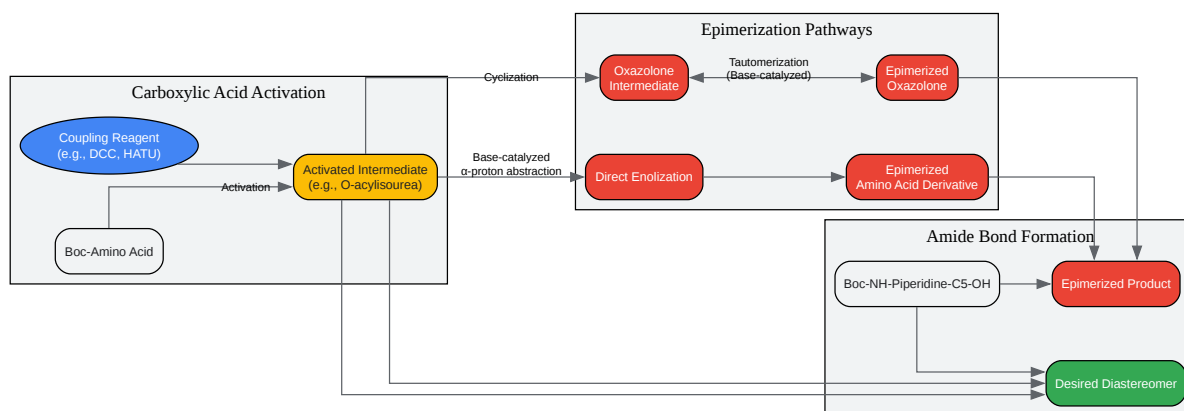 Epimerization Pathways
Cyclization
Oxazolone
Intermediate
Tautomerization
(Base-catalyzed)
Epimerized
Oxazolone
Carboxylic Acid Activation
Coupling Reagent
(e.g., DCC, HATU)
Activation
Boc-Amino Acid
Activated Intermediate
(e.g., O-acylisourea)
Base-catalyzed
α-proton abstraction
Direct Enolization
Epimerized
Amino Acid Derivative
Amide Bond Formation
Boc-NH-Piperidine-C5-OH
Epimerized Product
Desired Diastereomer